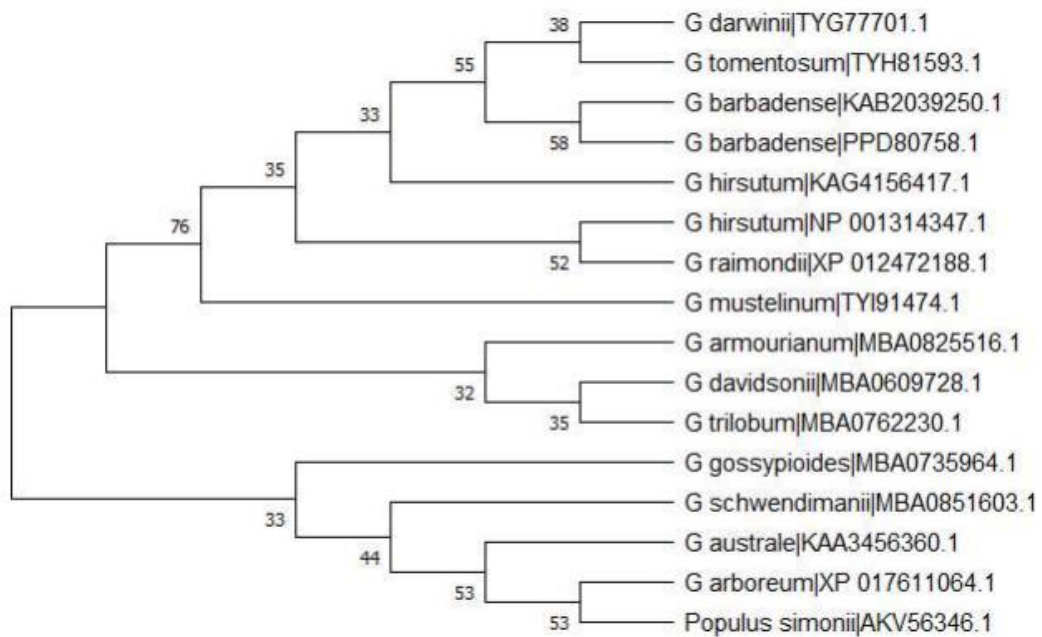 38
G darwinii|TYG77701.1
G tomentosum|TYH81593.1
55
G barbadense|KAB2039250.1
58
G barbadense|PPD80758.1
33
G hirsutum|KAG4156417.1
35
G hirsutum|NP 001314347.1
52
G raimondii|XP 012472188.1
76
G mustelinum|TYI91474.1
G armourianum|MBA0825516.1
32
G davidsonii|MBA0609728.1
35
G trilobum|MBA0762230.1
G gossypioides|MBA0735964.1
33
G schwendimanii|MBA0851603.1
44
G australe|KAA3456360.1
53
G arboreum|XP 017611064.1
53
Populus simonii|AKV56346.1